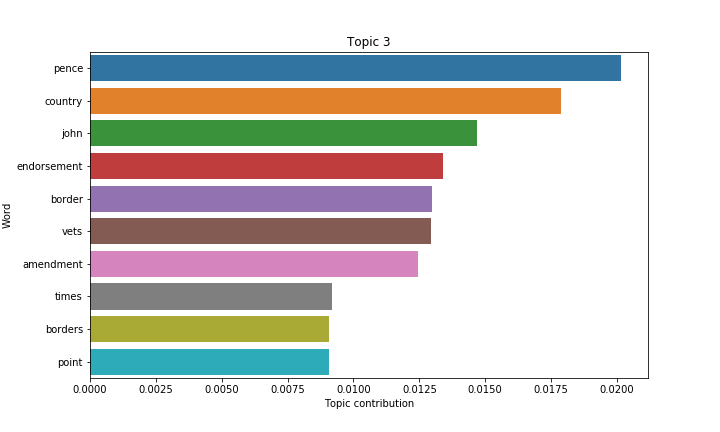 Topic 3
Word
pence
country
john
endorsement
border
vets
amendment
times
borders
point
0.0000 0.0025 0.0050 0.0075 0.0100 0.0125 0.0150 0.0175 0.0200
Topic contribution